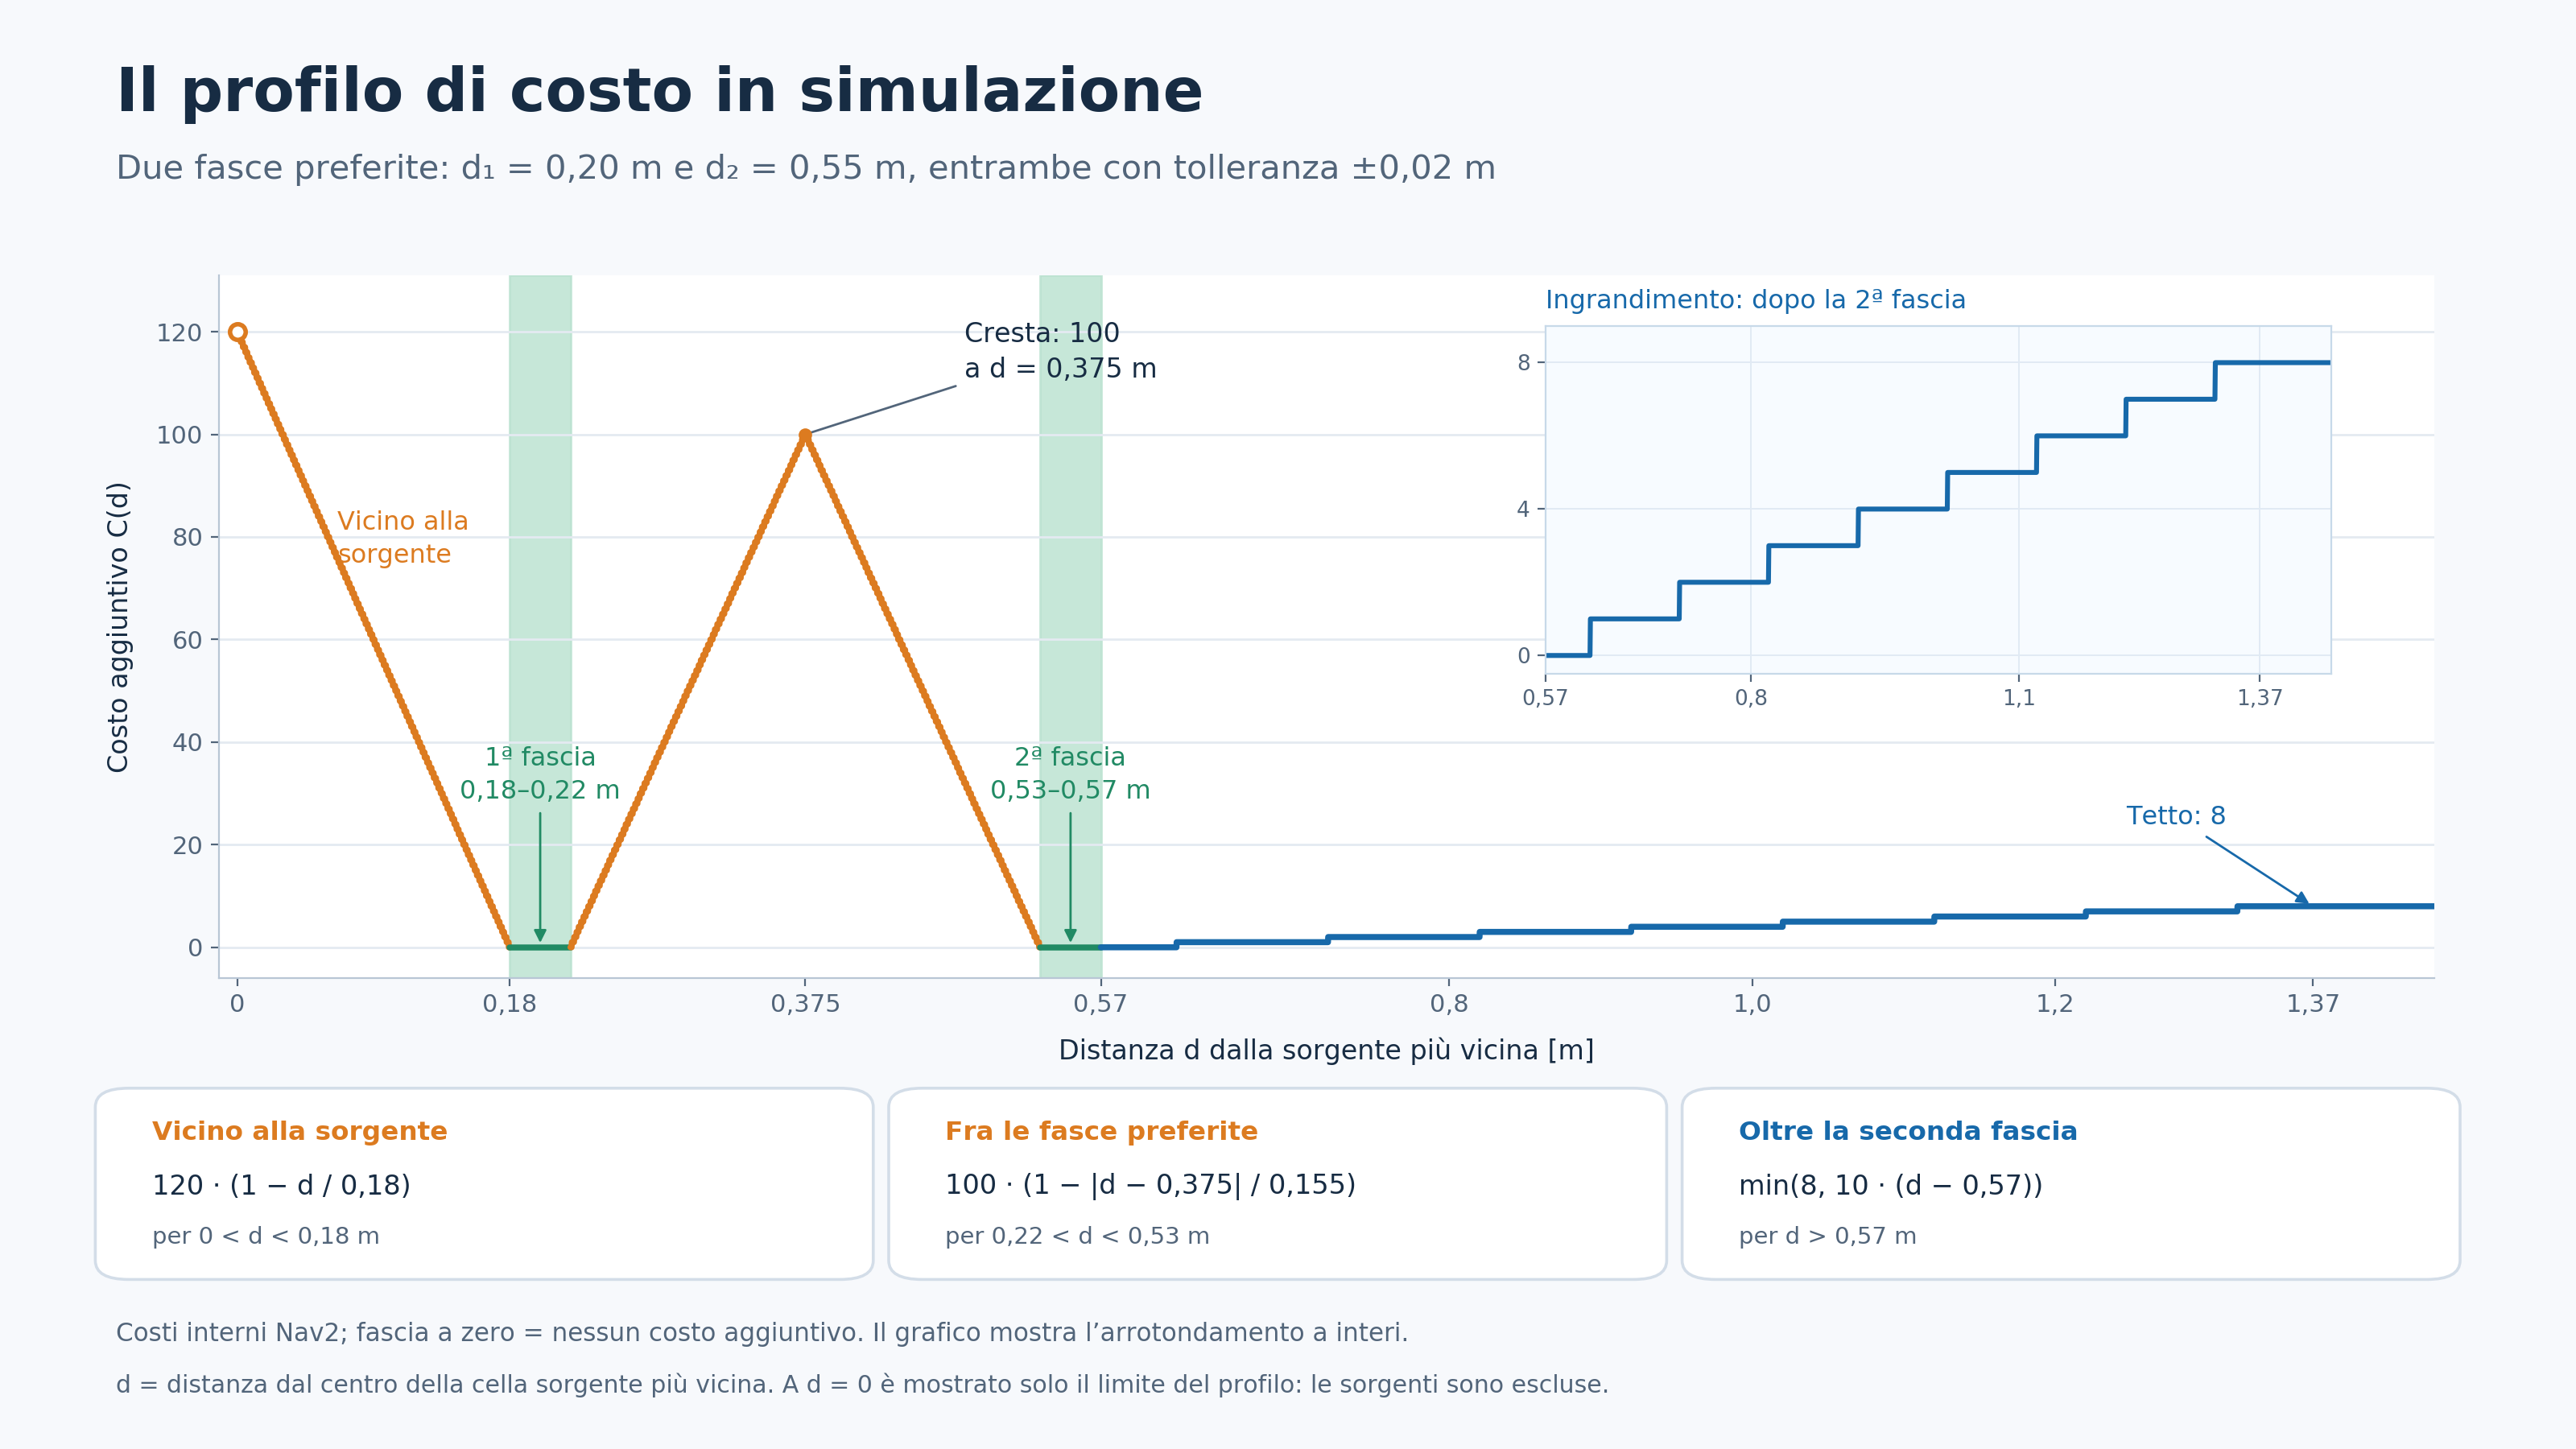 Il profilo di costo in simulazione
Due fasce preferite: d₁ = 0,20 m e d₂ = 0,55 m, entrambe con tolleranza ±0,02 m
Costo aggiuntivo C(d)
120
100
80
60
40
20
0
Vicino alla
sorgente
1ª fascia
0,18–0,22 m
Cresta: 100
a d = 0,375 m
2ª fascia
0,53–0,57 m
Ingrandimento: dopo la 2ª fascia
8
4
0
0,57
0,8
1,1
1,37
Tetto: 8
0
0,18
0,375
0,57
0,8
1,0
1,2
1,37
Distanza d dalla sorgente più vicina [m]
Vicino alla sorgente
120 · (1 − d / 0,18)
per 0 < d < 0,18 m
Fra le fasce preferite
100 · (1 − |d − 0,375| / 0,155)
per 0,22 < d < 0,53 m
Oltre la seconda fascia
min(8, 10 · (d − 0,57))
per d > 0,57 m
Costi interni Nav2; fascia a zero = nessun costo aggiuntivo. Il grafico mostra l’arrotondamento a interi.
d = distanza dal centro della cella sorgente più vicina. A d = 0 è mostrato solo il limite del profilo: le sorgenti sono escluse.